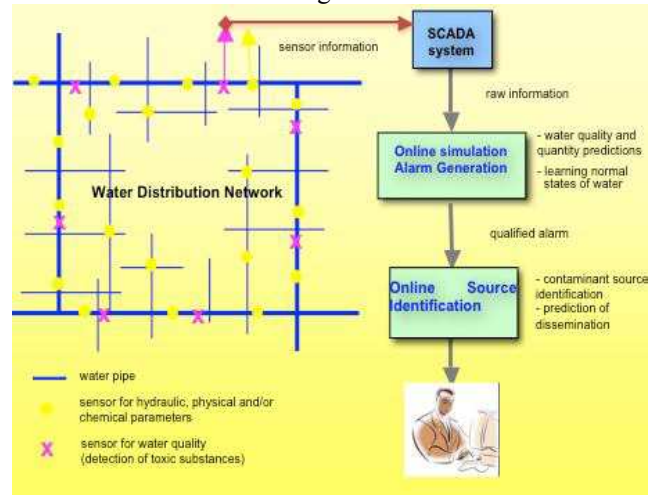 sensor information
SCADA
system
raw information
Online simulation
Alarm Generation
- water quality and
quantity predictions
- learning normal
states of water
Water Distribution Network
qualified alarm
Online Source
Identification
- contaminant source
identification
- prediction of
dissemination
water pipe
sensor for hydraulic, physical and/or
chemical parameters
sensor for water quality
(detection of toxic substances)